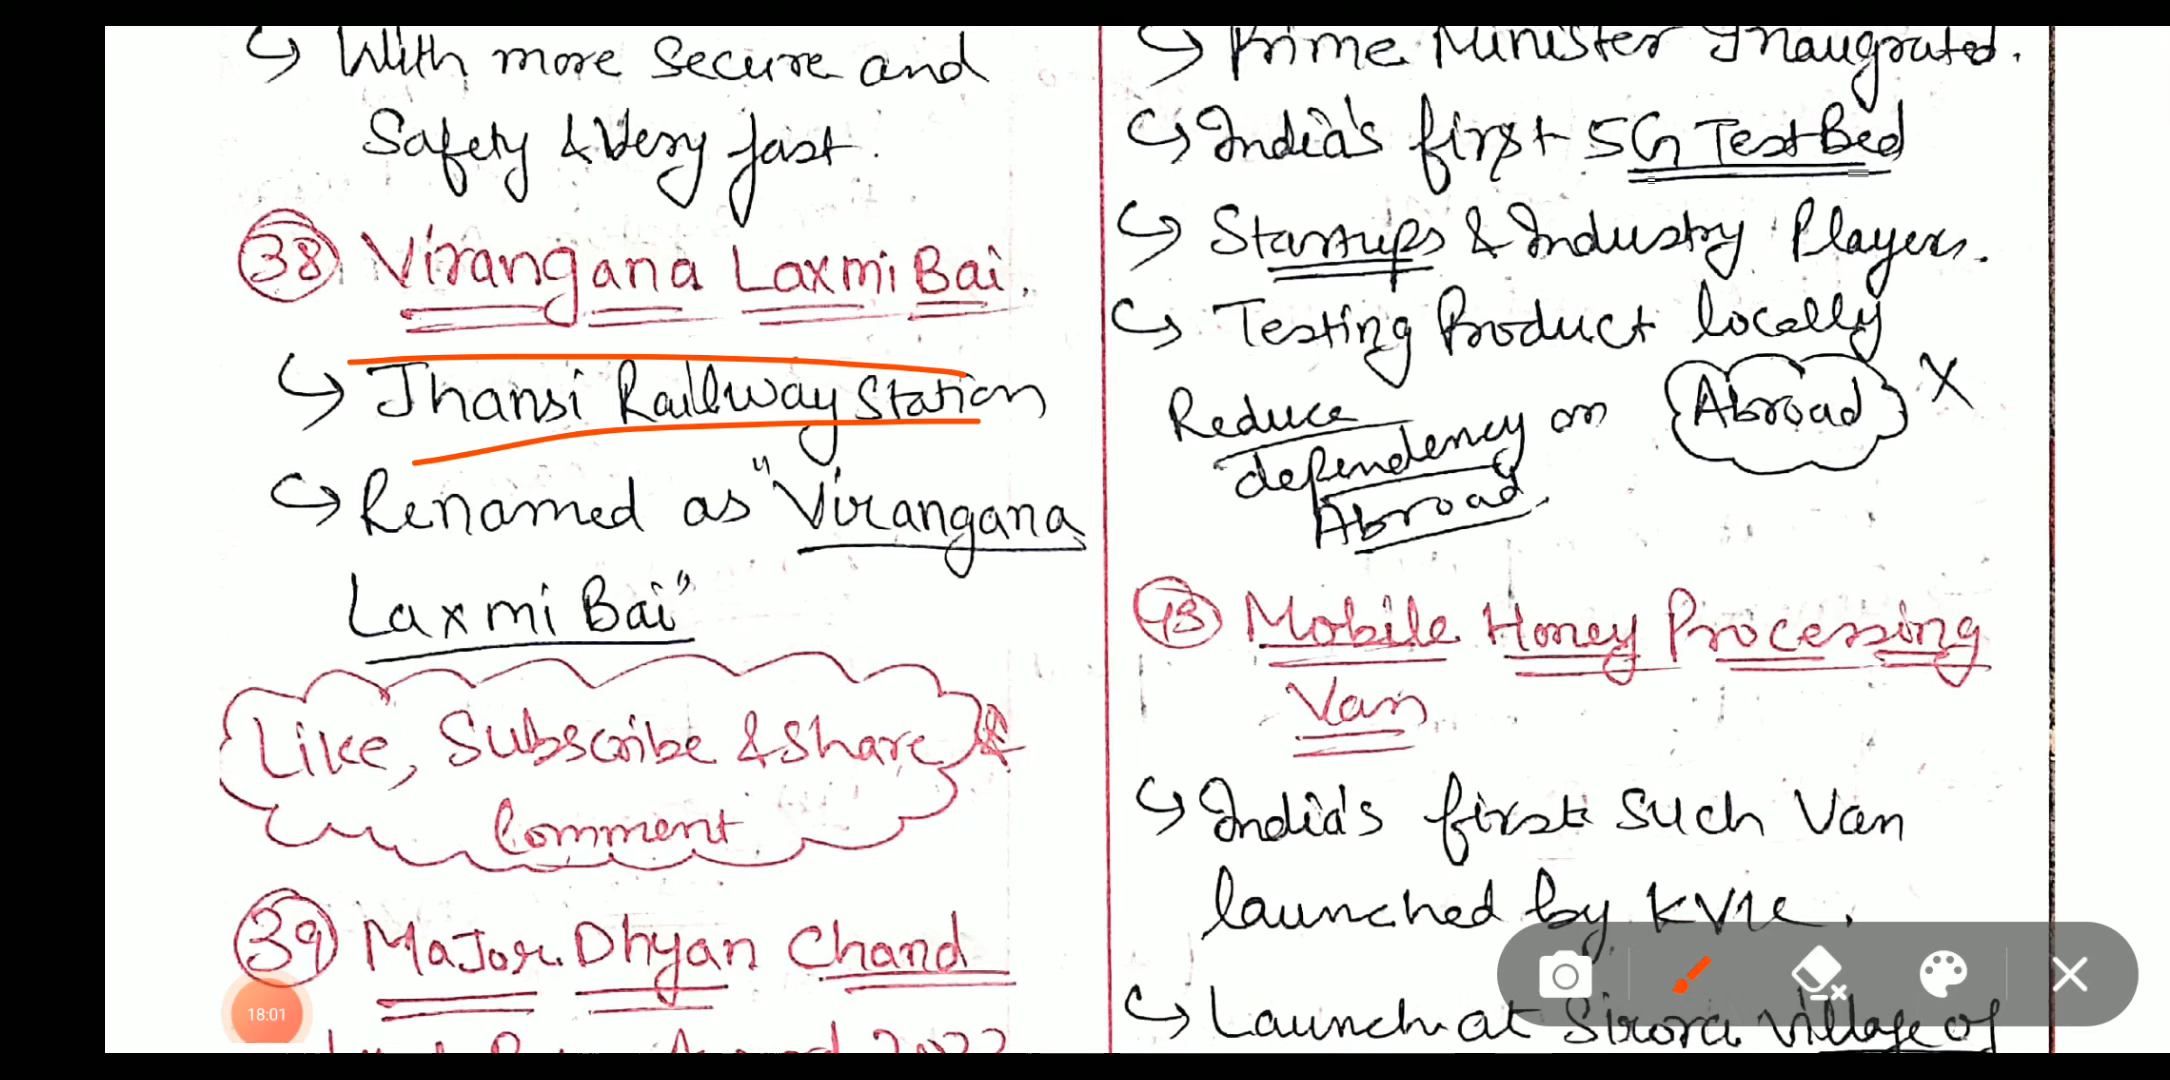 ↳ With more secure and
Safety & Very fast.
38 Virangana Laxmi Bai.
↳ Jhansi Raillway Station
↳ Renamed as "Virangana
Laxmi Bai"
Like, Subscribe & Share &
Comment
39 Major Dhyan Chand
18:01
↳ Prime Minister Inaugrated.
↳ India's first 5G Test Bed
↳ Startups & Industry Players.
↳ Testing Product locally
Reduce dependency on Abroad X
Abroad.
Mobile Honey Processing
Van
↳ India's first such Van
launched by KVIC.
↳ Launch at Sirora Village of